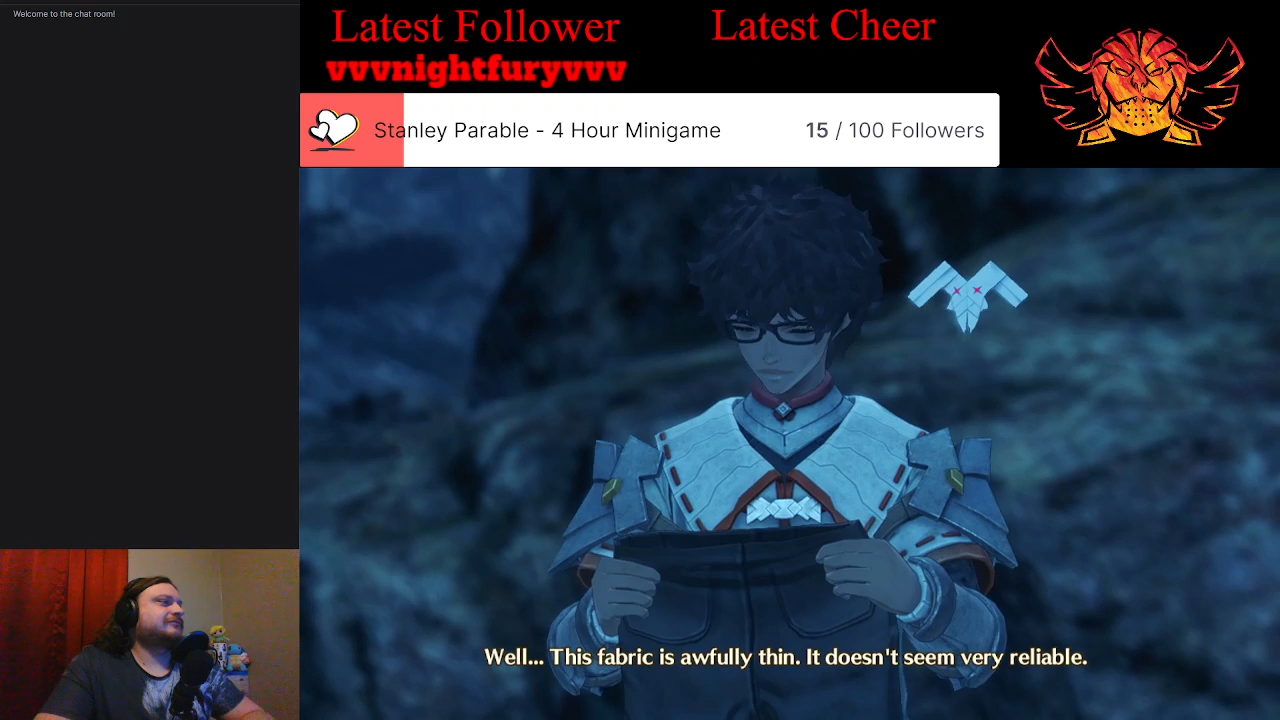 Welcome to the chat room!
Latest Follower
vvvnightfuryvvv
Latest Cheer
Stanley Parable - 4 Hour Minigame
15 / 100 Followers
Well... This fabric is awfully thin. It doesn't seem very reliable.